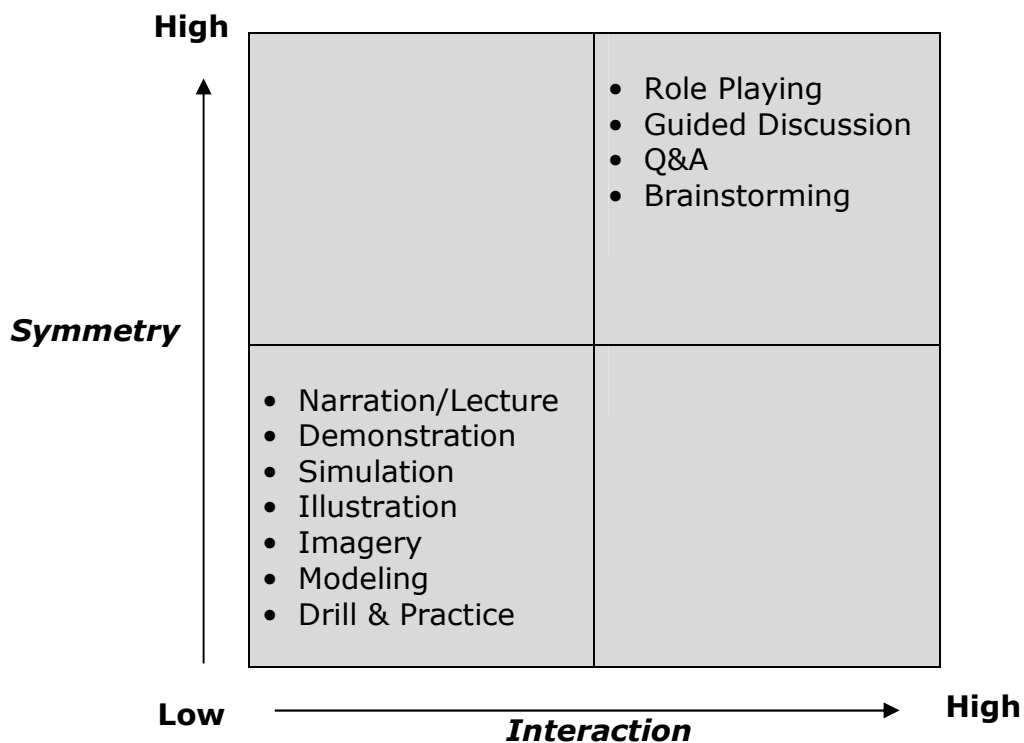 High
• Role Playing
• Guided Discussion
• Q&A
• Brainstorming
Symmetry
• Narration/Lecture
• Demonstration
• Simulation
• Illustration
• Imagery
• Modeling
• Drill & Practice
Low
Interaction
High